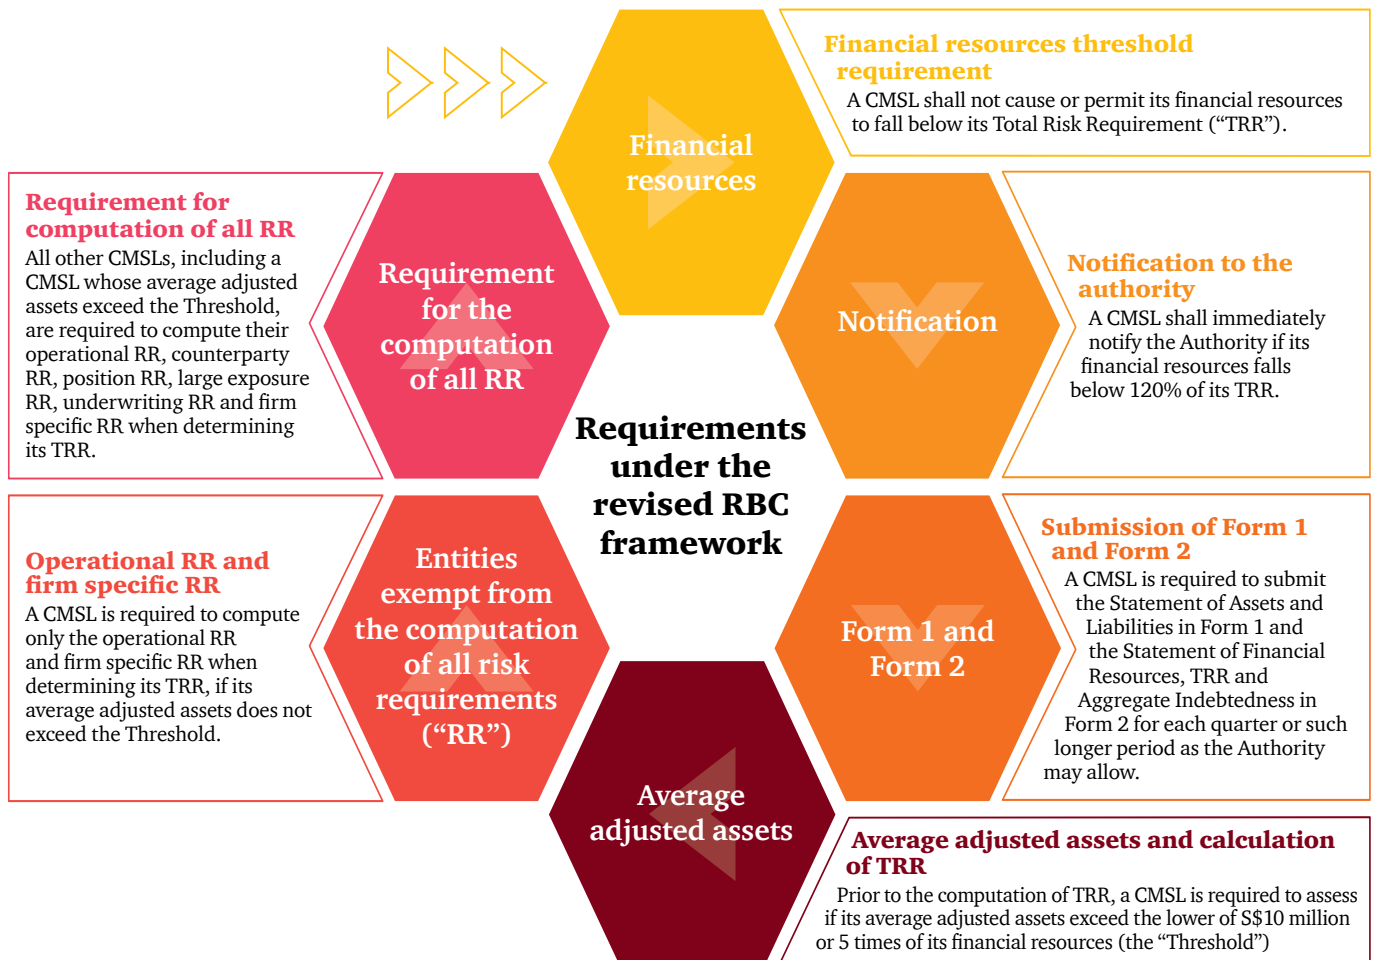 Financial
resources
Financial resources threshold
requirement
A CMSL shall not cause or permit its financial resources
to fall below its Total Risk Requirement (“TRR”).
Notification
Notification to the
authority
A CMSL shall immediately
notify the Authority if its
financial resources falls
below 120% of its TRR.
Form 1 and
Form 2
Submission of Form 1
and Form 2
A CMSL is required to submit
the Statement of Assets and
Liabilities in Form 1 and
the Statement of Financial
Resources, TRR and
Aggregate Indebtedness in
Form 2 for each quarter or such
longer period as the Authority
may allow.
Average
adjusted assets
Average adjusted assets and calculation
of TRR
Prior to the computation of TRR, a CMSL is required to assess
if its average adjusted assets exceed the lower of S$10 million
or 5 times of its financial resources (the “Threshold”)
Entities
exempt from
the computation
of all risk
requirements
(“RR”)
Operational RR and
firm specific RR
A CMSL is required to compute
only the operational RR
and firm specific RR when
determining its TRR, if its
average adjusted assets does not
exceed the Threshold.
Requirement
for the
computation
of all RR
Requirement for
computation of all RR
All other CMSLs, including a
CMSL whose average adjusted
assets exceed the Threshold,
are required to compute their
operational RR, counterparty
RR, position RR, large exposure
RR, underwriting RR and firm
specific RR when determining
its TRR.
Requirements
under the
revised RBC
framework